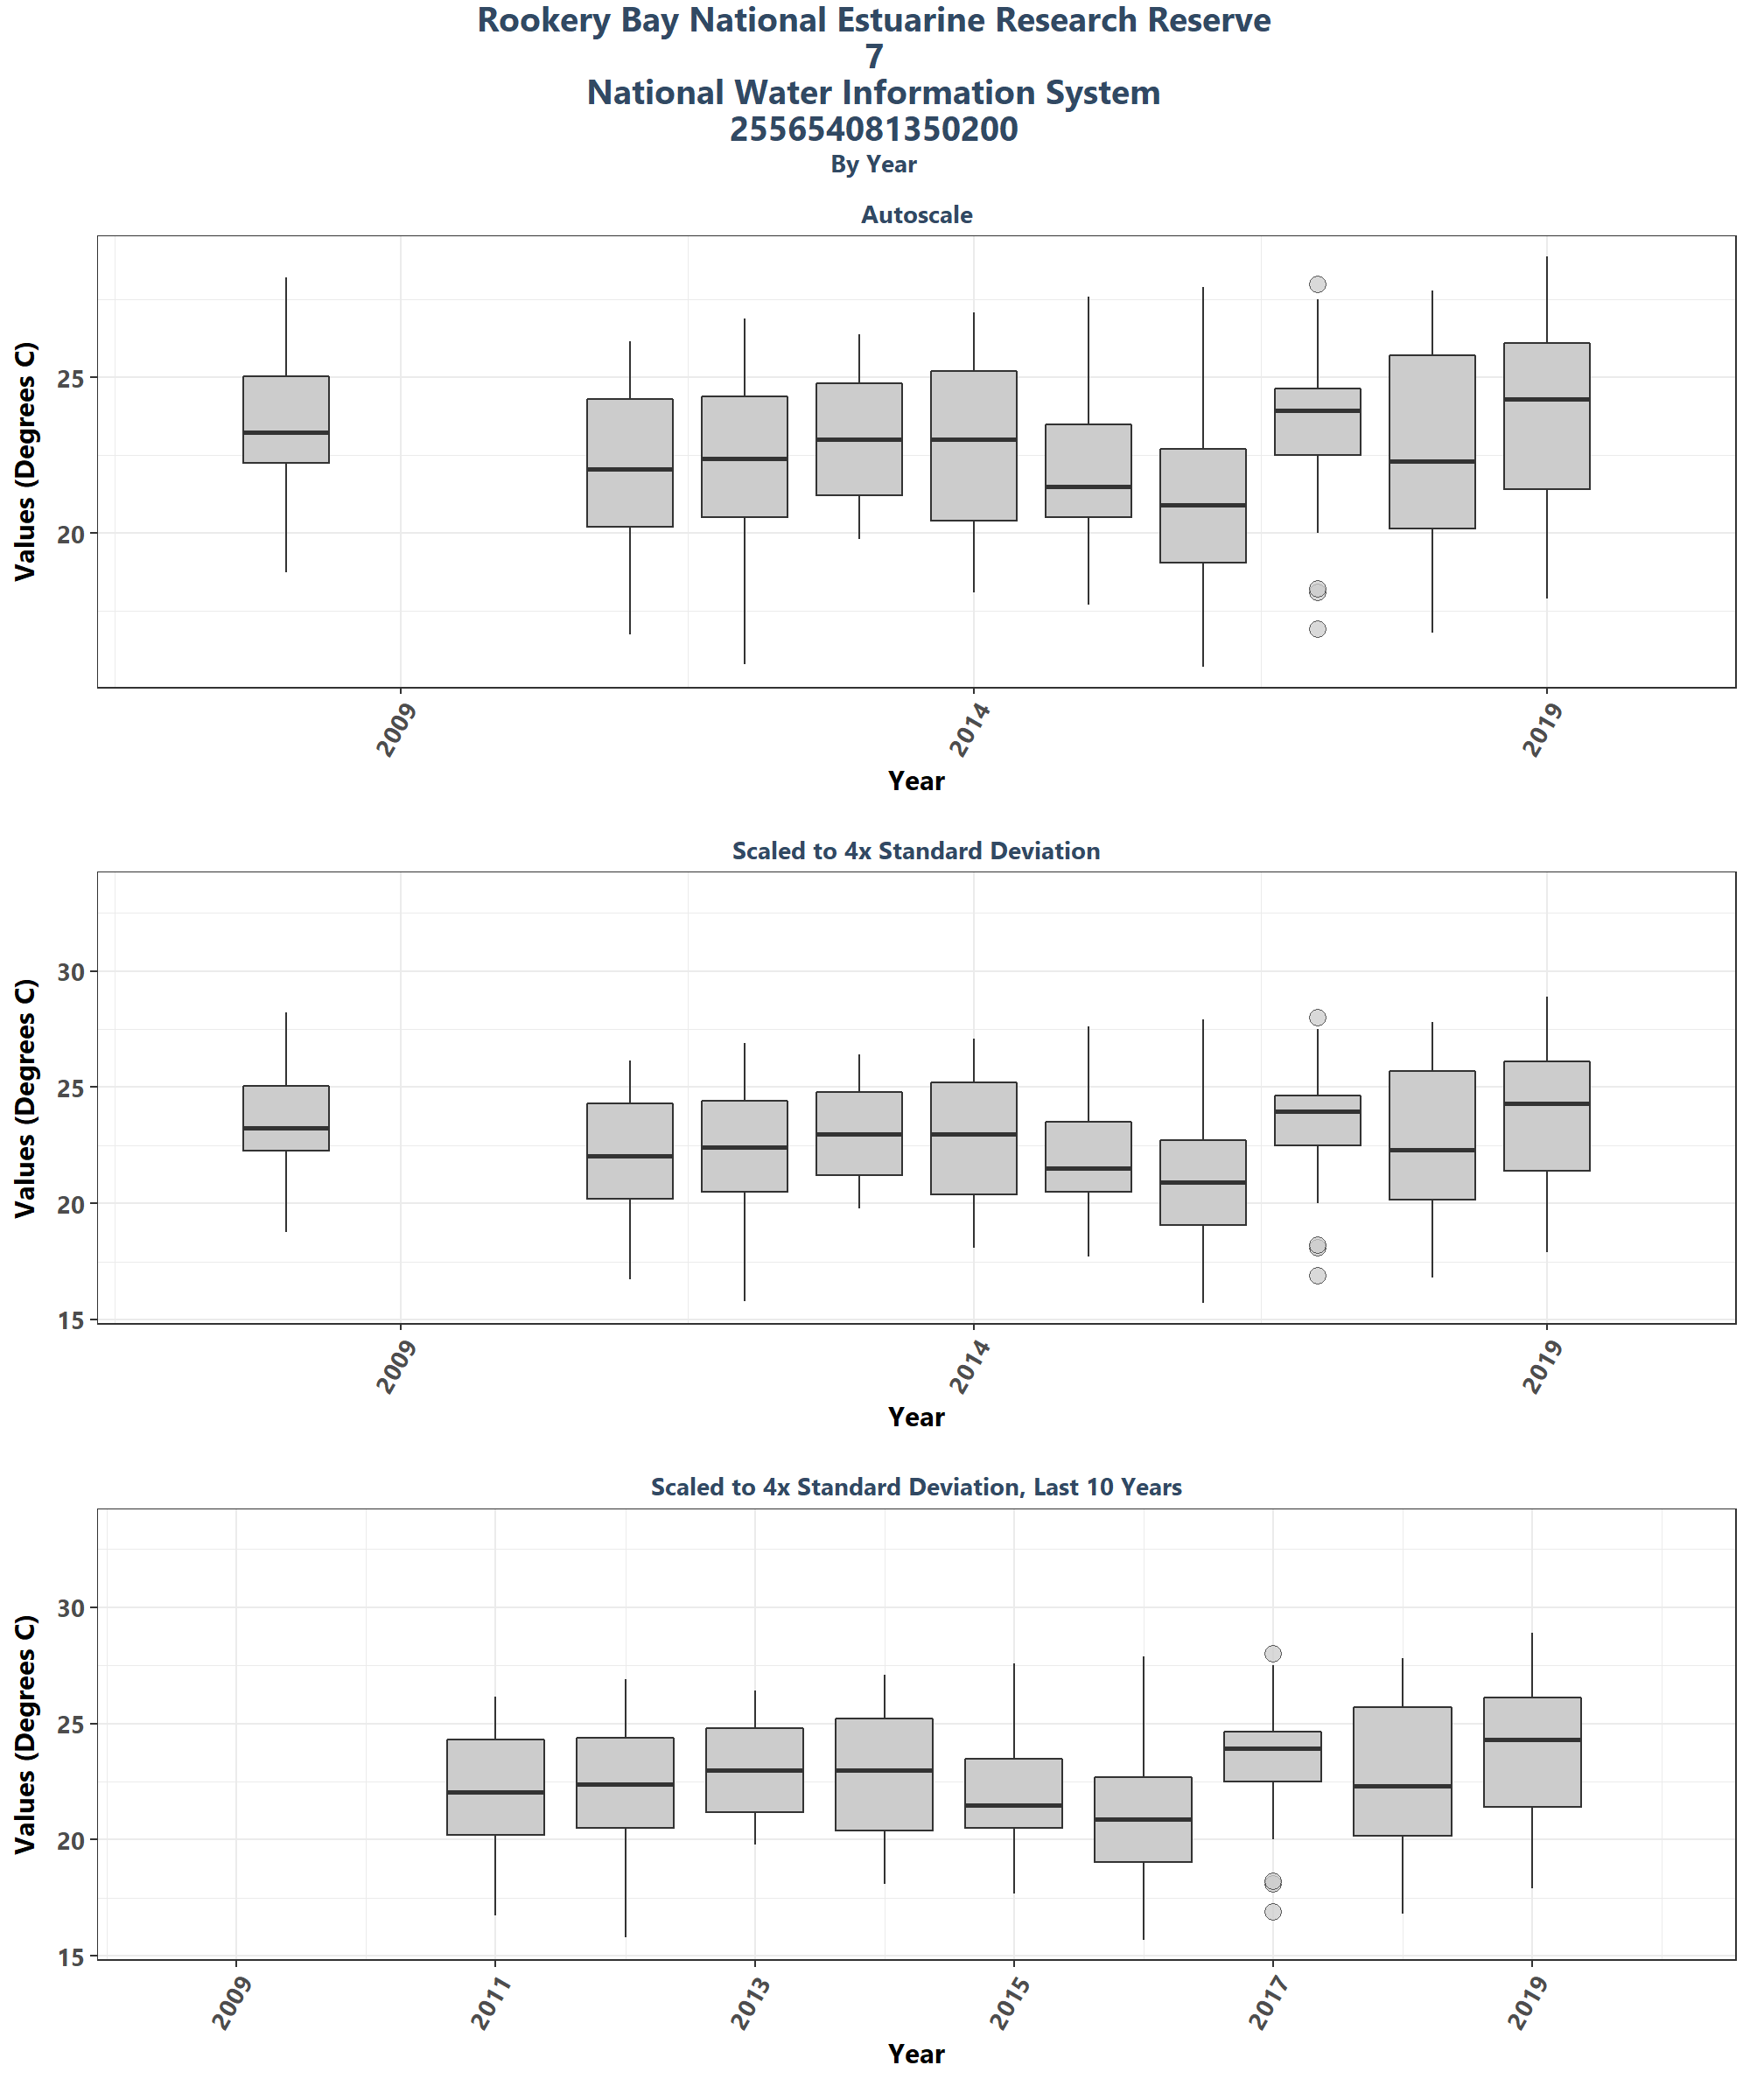 Rookery Bay National Estuarine Research Reserve
7
National Water Information System
255654081350200
By Year
Autoscale
Values (Degrees C)
25
20
2009
2014
2019
Year
Scaled to 4x Standard Deviation
Values (Degrees C)
30
25
20
15
2009
2014
2019
Year
Scaled to 4x Standard Deviation, Last 10 Years
Values (Degrees C)
30
25
20
15
2009
2011
2013
2015
2017
2019
Year